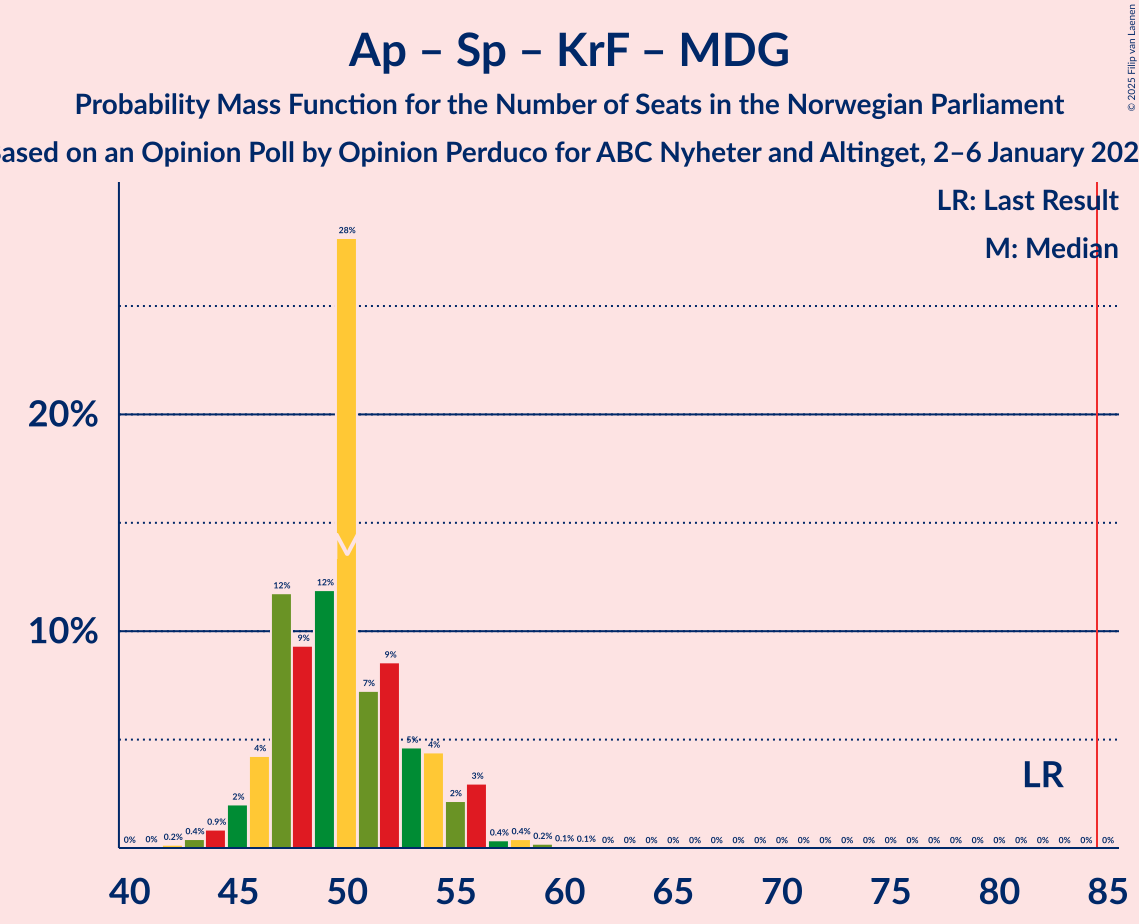 Ap – Sp – KrF – MDG
Probability Mass Function for the Number of Seats in the Norwegian Parliament
ased on an Opinion Poll by Opinion Perduco for ABC Nyheter and Altinget, 2–6 January 202
© 2025 Filip van Laenen
LR: Last Result
M: Median
20%
10%
LR
0% 0% 0.2% 0.4% 0.9% 2% 4% 12% 9% 12% 28% 7% 9% 5% 4% 2% 3% 0.4% 0.4% 0.2% 0.1% 0.1% 0% 0% 0% 0% 0% 0% 0% 0% 0% 0% 0% 0% 0% 0% 0% 0% 0% 0% 0% 0% 0% 0% 0% 0%
40 45 50 55 60 65 70 75 80 85